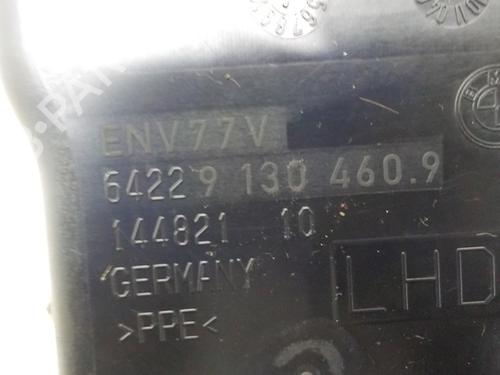 ENV77V
6422 9 130 460.9
144821 10
GERMANY
LHD
>PPE<